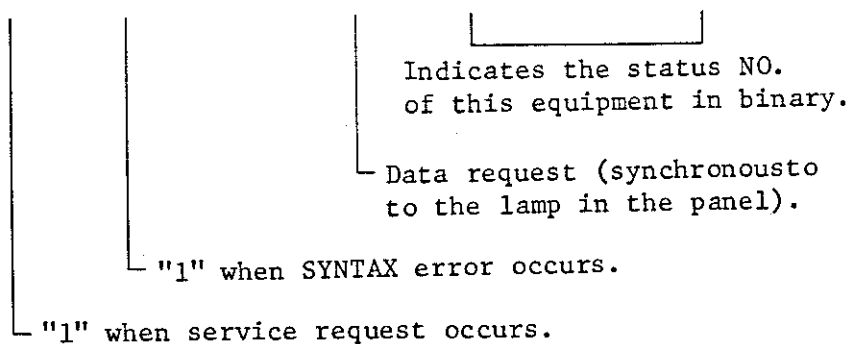 Indicates the status NO.
of this equipment in binary.
Data request (synchronousto
to the lamp in the panel).
"1" when SYNTAX error occurs.
"1" when service request occurs.